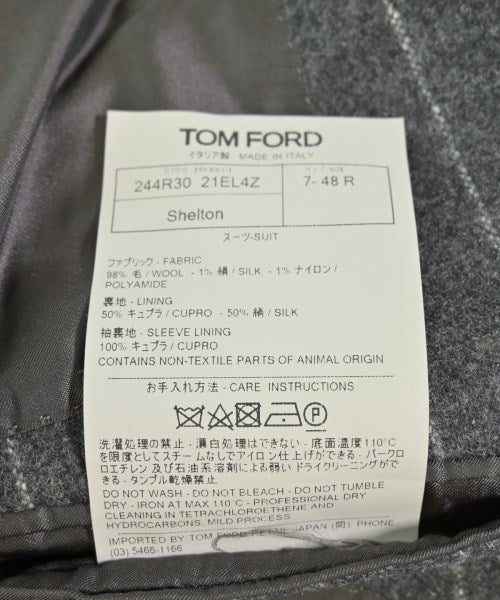 TOM FORD
イタリア製 MADE IN ITALY
244R30 21EL4Z
7- 48 R
Shelton
スーツ-SUIT
ファブリック - FABRIC
98% 毛 / WOOL - 1% 絹 / SILK - 1% ナイロン /
POLYAMIDE
裏地 - LINING
50% キュプラ / CUPRO - 50% 絹 / SILK
袖裏地 - SLEEVE LINING
100% キュプラ / CUPRO
CONTAINS NON-TEXTILE PARTS OF ANIMAL ORIGIN
お手入れ方法 - CARE INSTRUCTIONS
P
洗濯処理の禁止 - 漂白処理はできない - 底面温度110°C
を限度としてスチームなしでアイロン仕上げができる - パークロ
ロエチレン 及び石油系溶剤による弱い ドライクリーニングがで
きる - タンブル乾燥禁止
DO NOT WASH - DO NOT BLEACH - DO NOT TUMBLE
DRY - IRON AT MAX 110°C - PROFESSIONAL DRY
CLEANING IN TETRACHLOROETHENE AND
HYDROCARBONS. MILD PROCESS
IMPORTED BY TOM FORD RETAIL JAPAN (同) PHONE
(03) 5466-1166